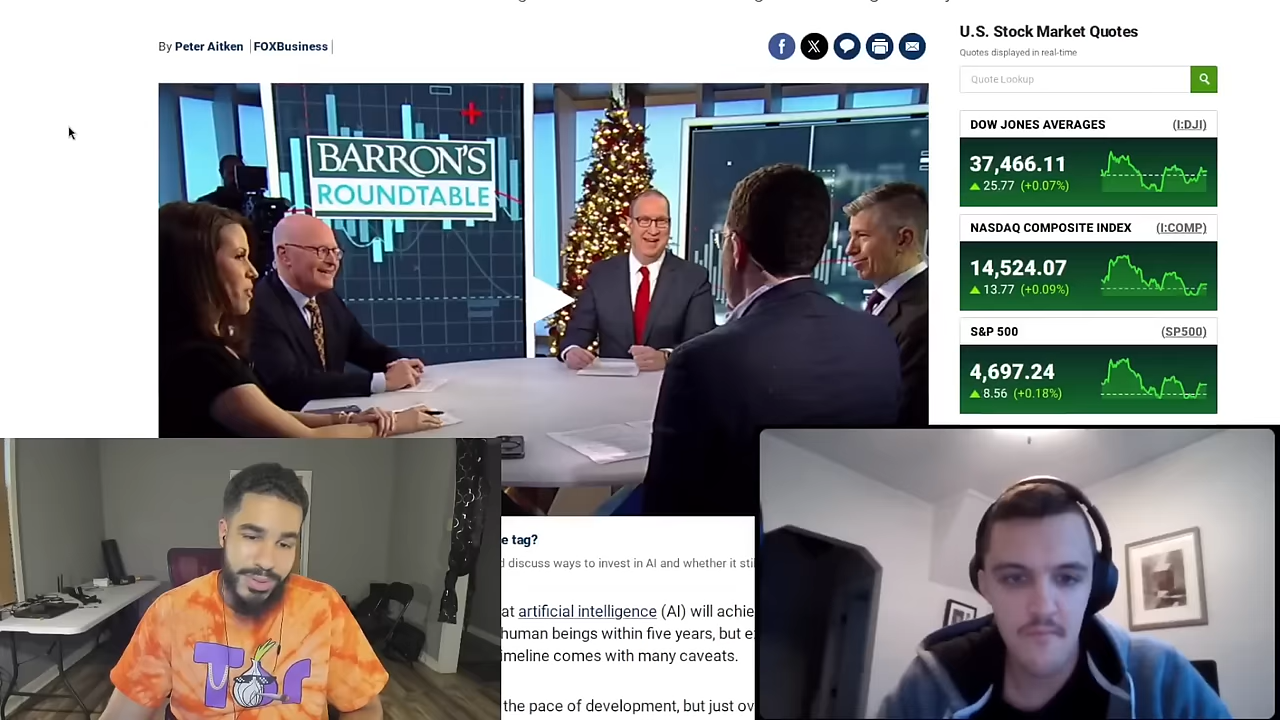 By Peter Aitken FOXBusiness
U.S. Stock Market Quotes
Quotes displayed in real-time
Quote Lookup
DOW JONES AVERAGES (I:DJI)
37,466.11
25.77 (+0.07%)
NASDAQ COMPOSITE INDEX (I:COMP)
14,524.07
13.77 (+0.09%)
S&P 500 (SP500)
4,697.24
8.56 (+0.18%)
BARRON'S
ROUNDTABLE
e tag?
d discuss ways to invest in AI and whether it sti
at artificial intelligence (AI) will achie
human beings within five years, but e
imeline comes with many caveats.
the pace of development, but just ov
Tor